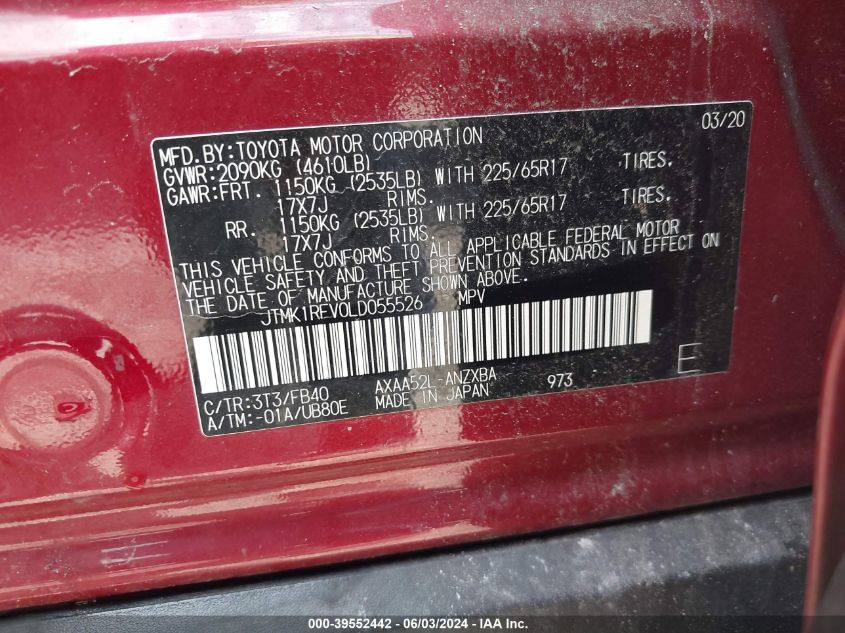 03/20
MFD.BY:TOYOTA MOTOR CORPORATION
GVWR:2090KG (4610LB)
GAWR:FRT. 1150KG (2535LB) WITH 225/65R17 TIRES.
17X7J RIMS.
RR. 1150KG (2535LB) WITH 225/65R17 TIRES.
17X7J RIMS.
THIS VEHICLE CONFORMS TO ALL APPLICABLE FEDERAL MOTOR
VEHICLE SAFETY AND THEFT PREVENTION STANDARDS IN EFFECT ON
THE DATE OF MANUFACTURE SHOWN ABOVE.
JTMK1REV0LD055526 MPV
C/TR:3T3/FB40 AXAA52L-ANZXBA 973 E
A/TM:-01A/UB80E MADE IN JAPAN
000-39552442 - 06/03/2024 - IAA Inc.